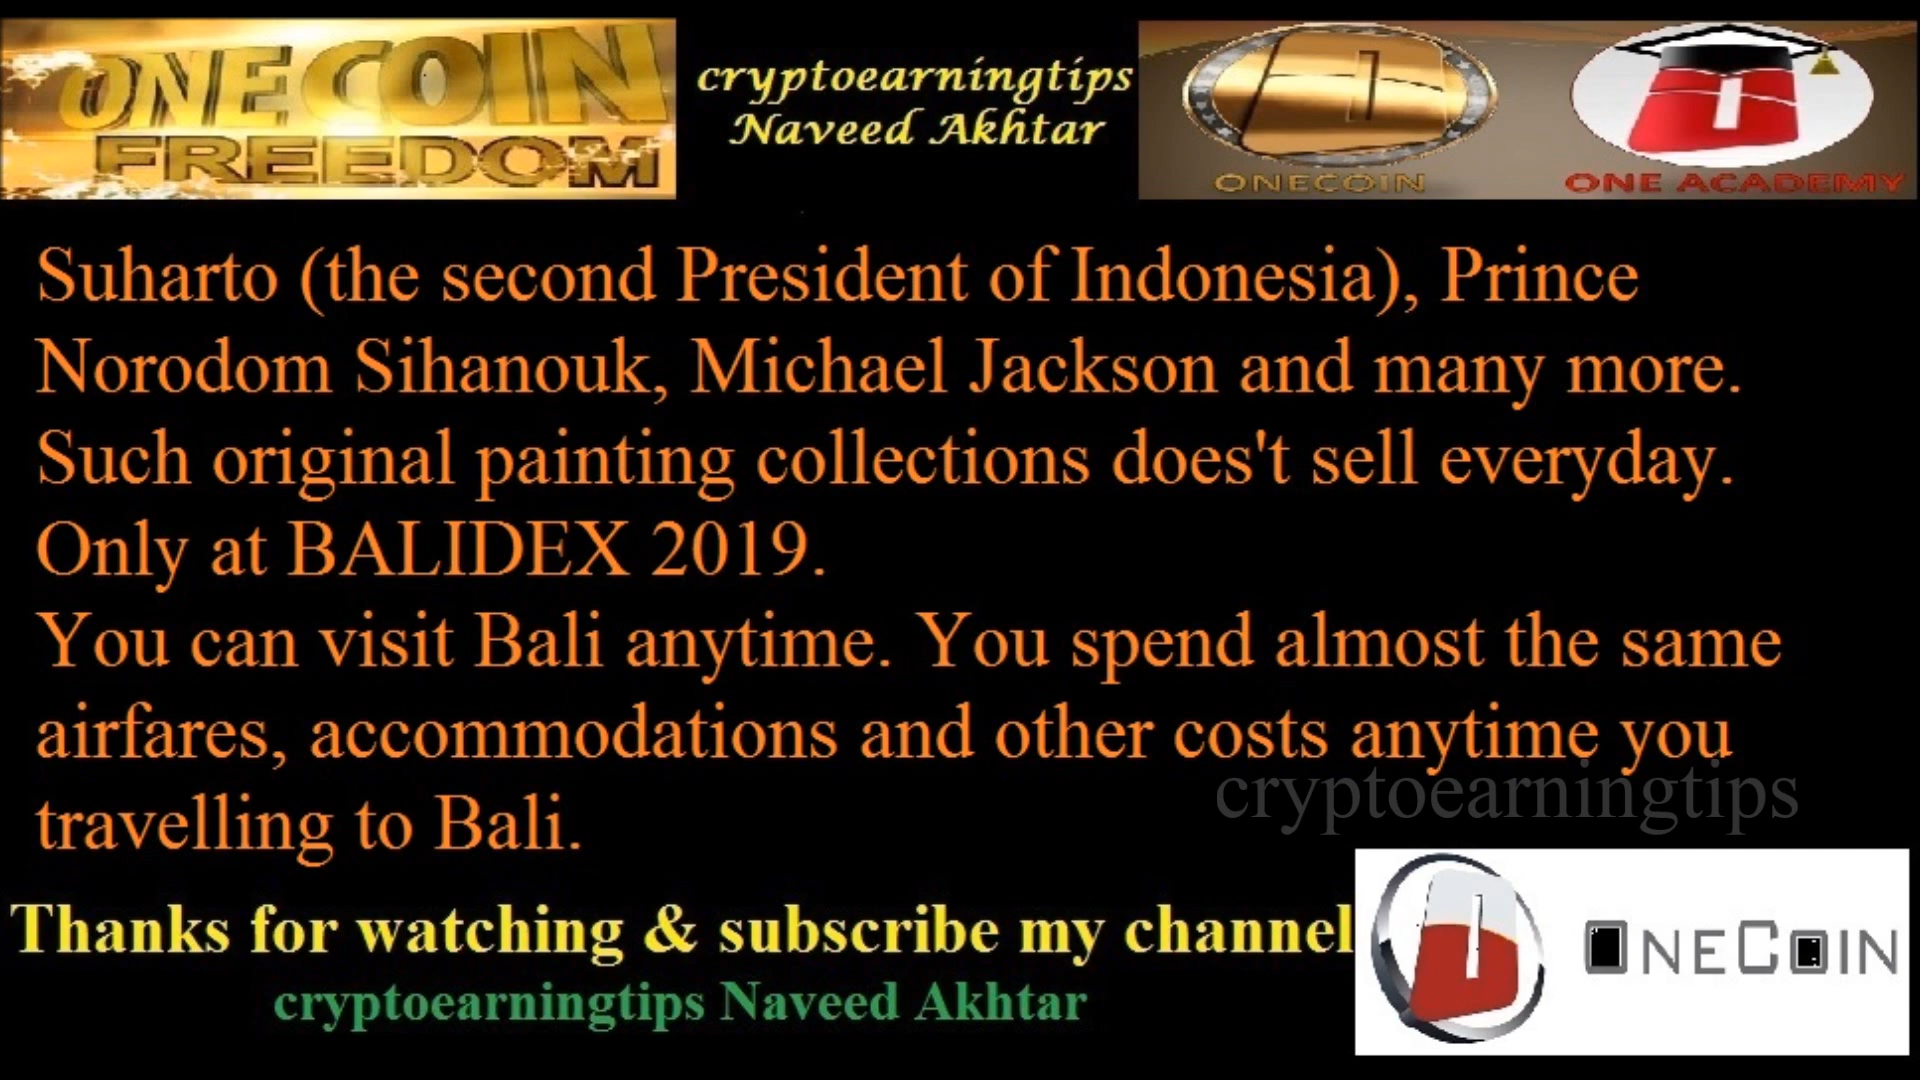 ONE COIN
FREEDOM
cryptoearningtips
Naveed Akhtar
ONECOIN
ONE ACADEMY
Suharto (the second President of Indonesia), Prince
Norodom Sihanouk, Michael Jackson and many more.
Such original painting collections does't sell everyday.
Only at BALIDEX 2019.
You can visit Bali anytime. You spend almost the same
airfares, accommodations and other costs anytime you
travelling to Bali.
cryptoearningtips
Thanks for watching & subscribe my channel
cryptoearningtips Naveed Akhtar
ONECOIN